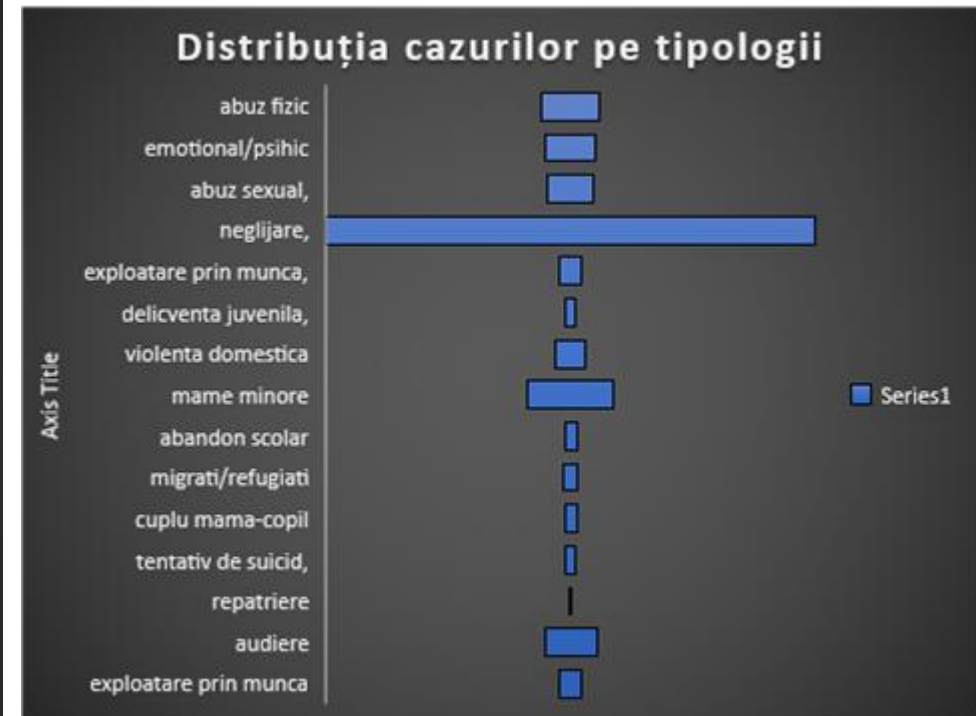 Distribuția cazurilor pe tipologii
abuz fizic
emotional/psihic
abuz sexual,
neglijare,
exploatare prin munca,
delicventa juvenila,
violenta domestica
mame minore
abandon scolar
migrati/refugiati
cuplu mama-copil
tentativ de suicid,
repatriere
audiere
exploatare prin munca
Axis Title
Series1